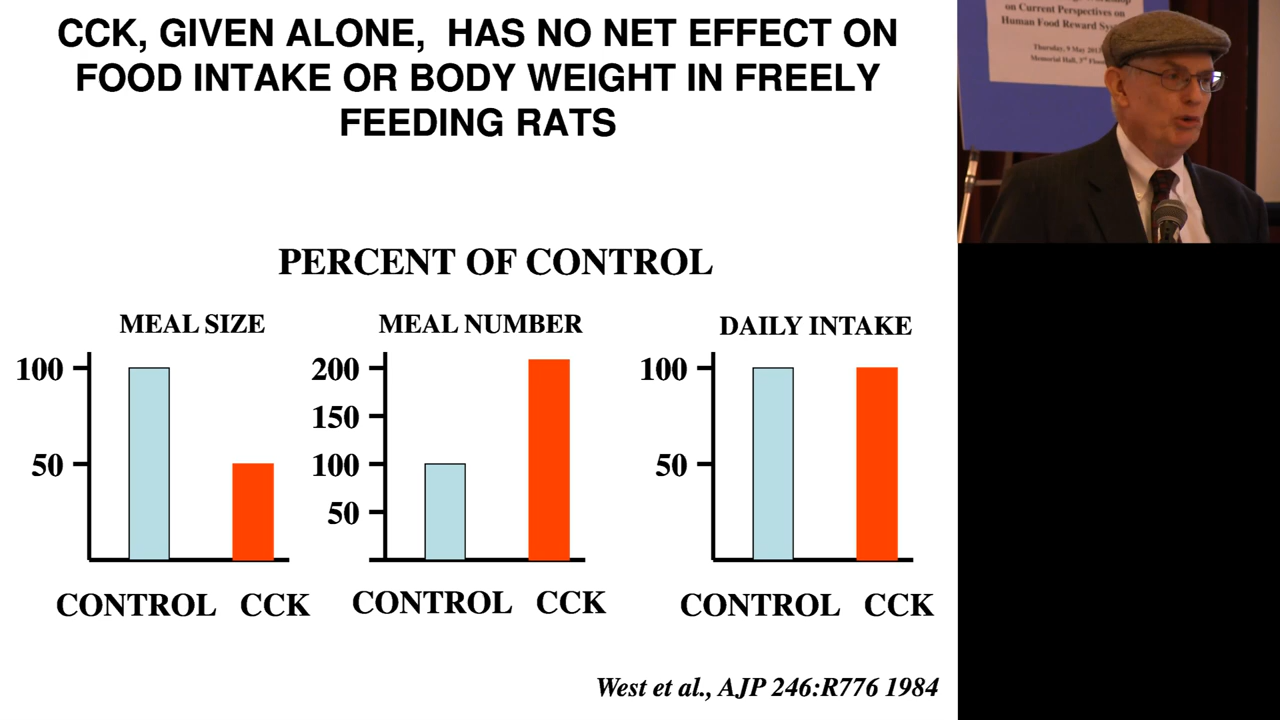 CCK, GIVEN ALONE, HAS NO NET EFFECT ON
FOOD INTAKE OR BODY WEIGHT IN FREELY
FEEDING RATS
PERCENT OF CONTROL
MEAL SIZE
100
50
CONTROL CCK
MEAL NUMBER
200
150
100
50
CONTROL CCK
DAILY INTAKE
100
50
CONTROL CCK
West et al., AJP 246:R776 1984
on Current Perspectives on
Human Food Reward
Thursday, 9 May
Memorial Hall, 3rd